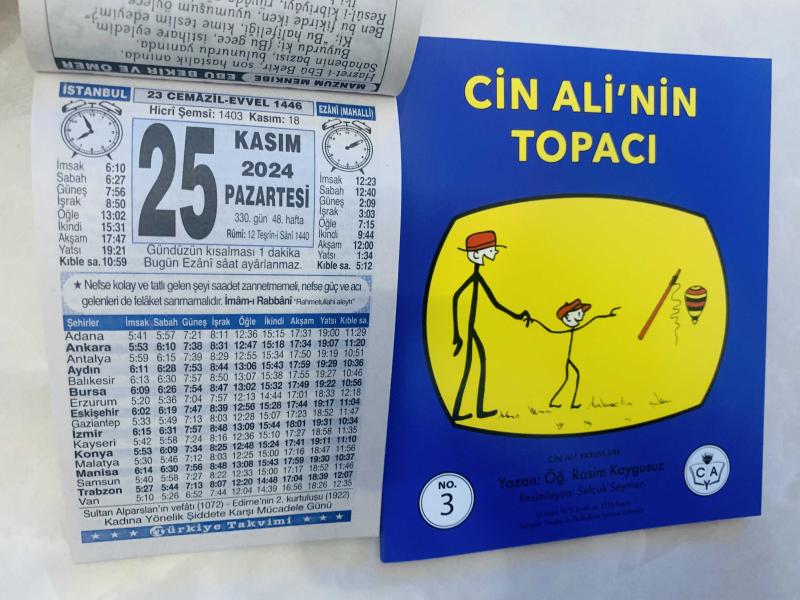 MANZUM MENKIBE EBÛ BEKİR VE ÖMER
Hazret-i Ebû Bekir, son hastalık anında,
Sahabenin bazısı, bulunurdu yanında.
Buyurdu ki: (Bu gece, istihare eyledim
Ki: "Bu halifeliği, kime teslim edeyim?"
Ben bu fikirde iken, uyumuşum öylece
Resûl-i Kibriyâyı, rüyâda
İSTANBUL
23 CEMÂZİL-EVVEL 1446
Hicrî Şemsi: 1403 Kasım: 18
EZÂNİ (MAHALLİ)
25
KASIM
2024
PAZARTESİ
330. gün 48. hafta
Rûmi: 12 Teşrîn-i Sânî 1440
İmsak 6:10
Sabah 6:27
Güneş 7:56
İşrak 8:50
Öğle 13:02
İkindi 15:31
Akşam 17:47
Yatsı 19:21
Kıble sa. 10:59
İmsak 12:23
Sabah 12:40
Güneş 2:09
İşrak 3:03
Öğle 7:15
İkindi 9:44
Akşam 12:00
Yatsı 1:34
Kıble sa. 5:12
Gündüzün kısalması 1 dakika
Bugün Ezânî sâat ayârlanmaz.
★ Nefse kolay ve tatlı gelen şeyi saadet zannetmemeli, nefse güç ve acı
gelenleri de felâket sanmamalıdır. İmâm-ı Rabbânî "Rahmetullahi aleyh"
Şehirler İmsak Sabah Güneş İşrak Öğle İkindi Akşam Yatsı Kıble sa.
Adana 5:41 5:57 7:21 8:11 12:36 15:15 17:31 19:00 11:29
Ankara 5:53 6:10 7:38 8:31 12:47 15:18 17:34 19:07 11:20
Antalya 5:59 6:15 7:39 8:29 12:55 15:34 17:50 19:19 10:51
Aydın 6:11 6:28 7:53 8:44 13:06 15:43 17:59 19:29 10:36
Balıkesir 6:13 6:30 7:57 8:50 13:07 15:38 17:55 19:27 10:46
Bursa 6:09 6:26 7:54 8:47 13:02 15:32 17:49 19:22 10:56
Erzurum 5:20 5:36 7:04 7:57 12:13 14:44 17:01 18:33 12:18
Eskişehir 6:02 6:19 7:47 8:39 12:56 15:28 17:44 19:17 11:04
Gaziantep 5:33 5:49 7:13 8:03 12:28 15:07 17:23 18:52 11:47
İzmir 6:15 6:31 7:57 8:48 13:09 15:44 18:01 19:31 10:34
Kayseri 5:42 5:58 7:24 8:16 12:36 15:10 17:27 18:58 11:35
Konya 5:53 6:09 7:34 8:25 12:48 15:24 17:41 19:11 11:10
Malatya 5:30 5:46 7:12 8:03 12:25 15:00 17:16 18:47 11:56
Manisa 6:14 6:30 7:56 8:48 13:08 15:43 17:59 19:30 10:37
Samsun 5:40 5:58 7:27 8:22 12:33 15:00 17:17 18:52 11:46
Trabzon 5:27 5:44 7:13 8:07 12:20 14:48 17:04 18:39 12:07
Van 5:10 5:26 6:52 7:44 12:04 14:39 16:56 18:26 12:35
Sultan Alparslan'ın vefâtı (1072) - Edirne'nin 2. kurtuluşu (1922)
Kadına Yönelik Şiddete Karşı Mücadele Günü
Türkiye Takvimi
CİN ALİ'NİN
TOPACI
CİN ALİ YAYINLARI
Yazan: Öğ. Rasim Kaygusuz
Resimleyen: Selçuk Seymen
NO.
3
C A